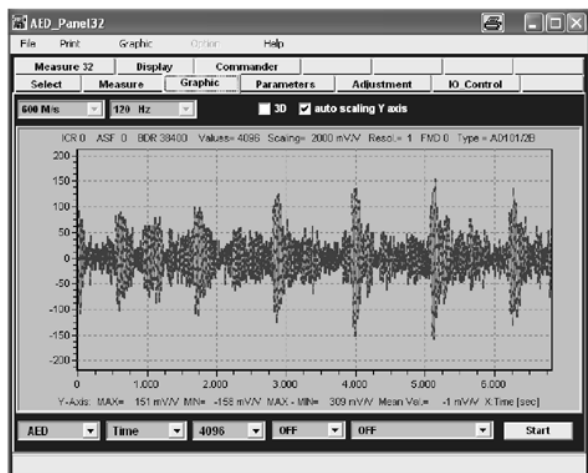 AED_Panel32
File Print Graphic Option Help
Measure 32 Display Commander
Select Measure Graphic Parameters Adjustment IO_Control
600 M/s 120 Hz 3D auto scaling Y axis
ICR 0 ASF 0 BDR 38400 Values= 4096 Scaling= 2000 mV/V Resol.= 1 FMD 0 Type = AD101/2B
200
150
100
50
0
-50
-100
-150
-200
0 1.000 2.000 3.000 4.000 5.000 6.000
Y-Axis: MAX= 151 mV/V MIN= -158 mV/V MAX - MIN= 309 mV/V Mean Val.= -1 mV/V X:Time [sec]
AED Time 4096 OFF OFF Start